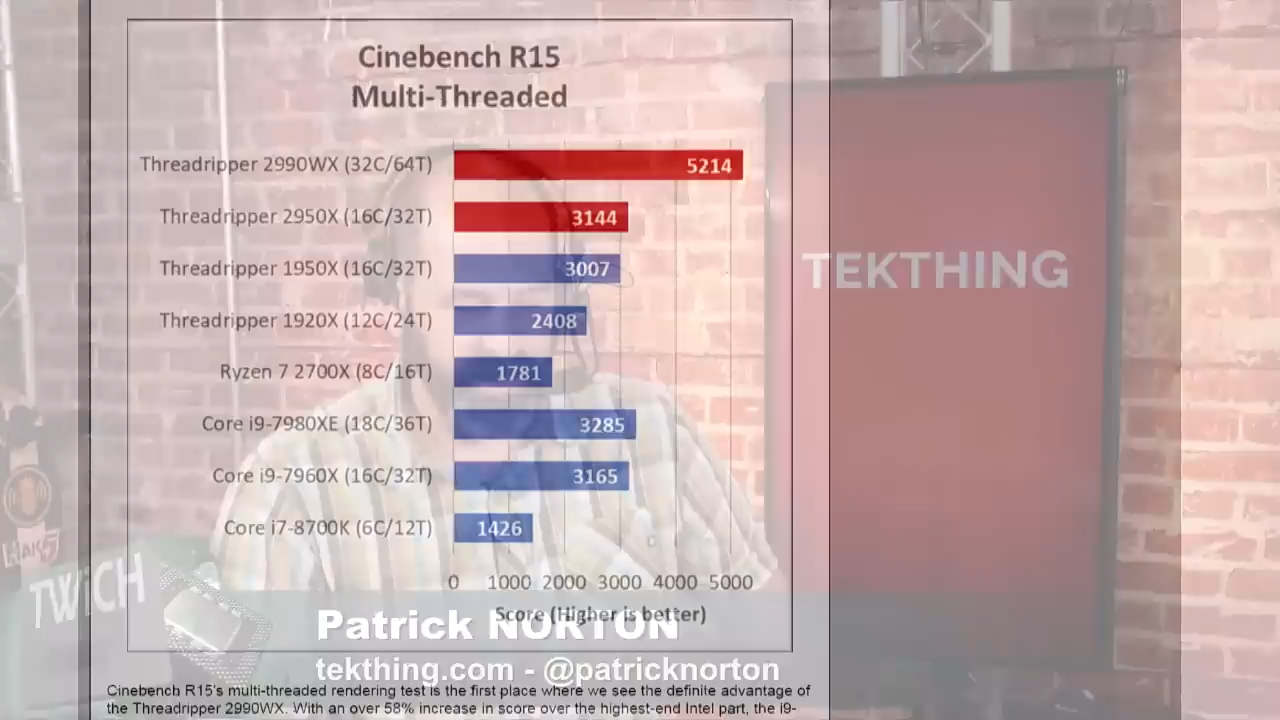 Cinebench R15
Multi-Threaded
Threadripper 2990WX (32C/64T) 5214
Threadripper 2950X (16C/32T) 3144
Threadripper 1950X (16C/32T) 3007
Threadripper 1920X (12C/24T) 2408
Ryzen 7 2700X (8C/16T) 1781
Core i9-7980XE (18C/36T) 3285
Core i9-7960X (16C/32T) 3165
Core i7-8700K (6C/12T) 1426
0 1000 2000 3000 4000 5000
Score (Higher is better)
TEKTHING
HAK5
TWiCH
Patrick NORTON
tekthing.com - @patricknorton
Cinebench R15's multi-threaded rendering test is the first place where we see the definite advantage of
the Threadripper 2990WX. With an over 58% increase in score over the highest-end Intel part, the i9-